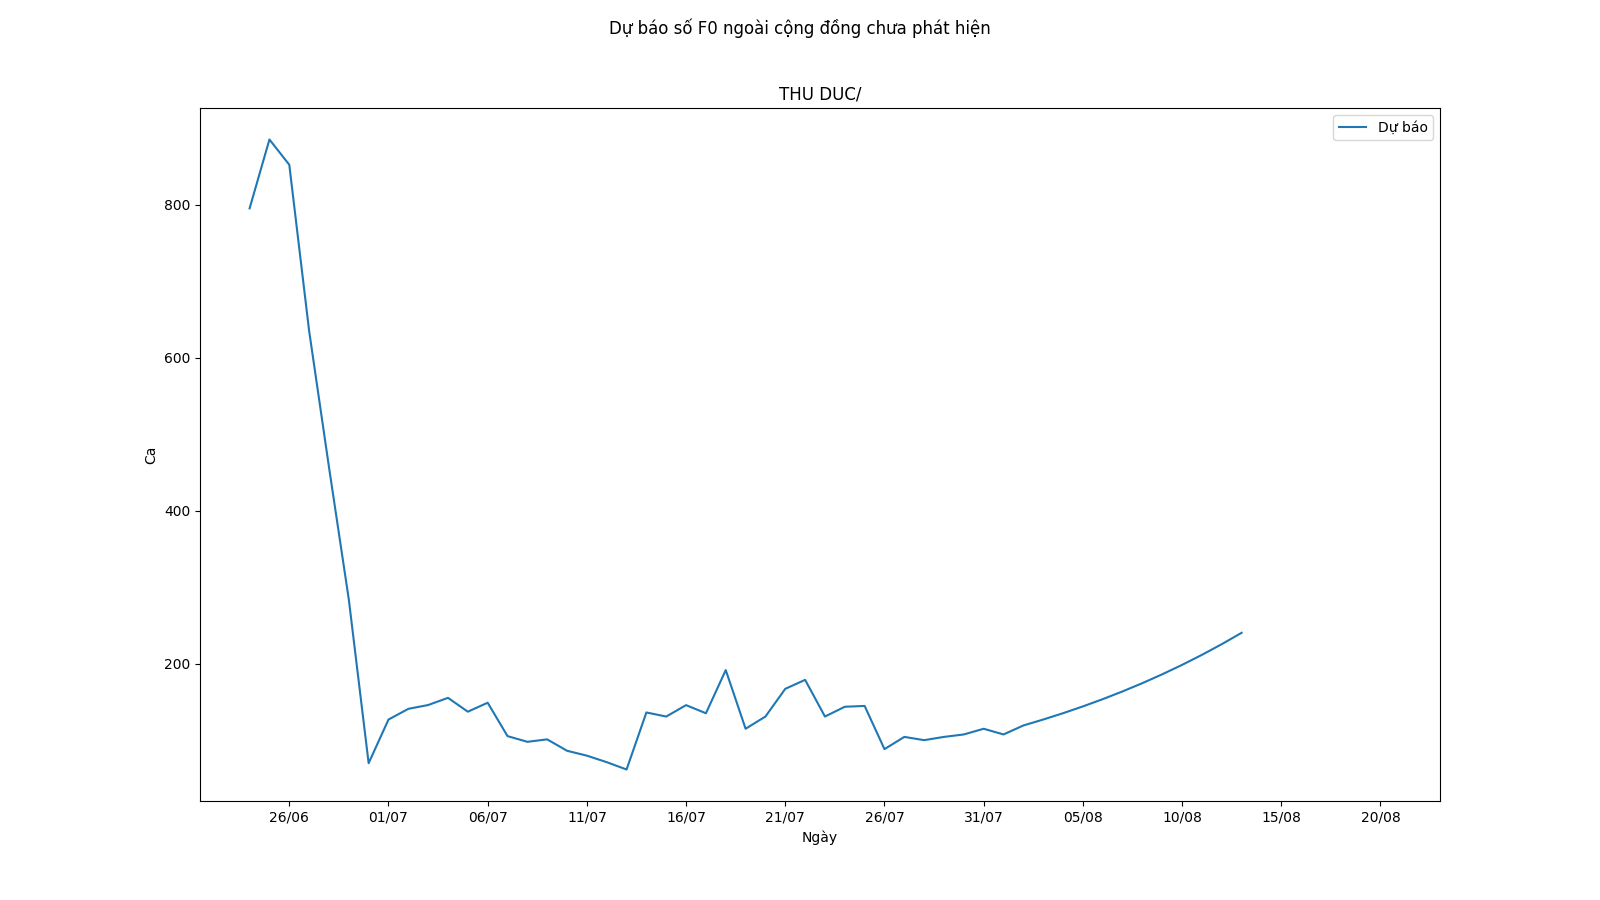 Dự báo số F0 ngoài cộng đồng chưa phát hiện
THU DUC/
Dự báo
800
600
400
200
Ca
26/06 01/07 06/07 11/07 16/07 21/07 26/07 31/07 05/08 10/08 15/08 20/08
Ngày